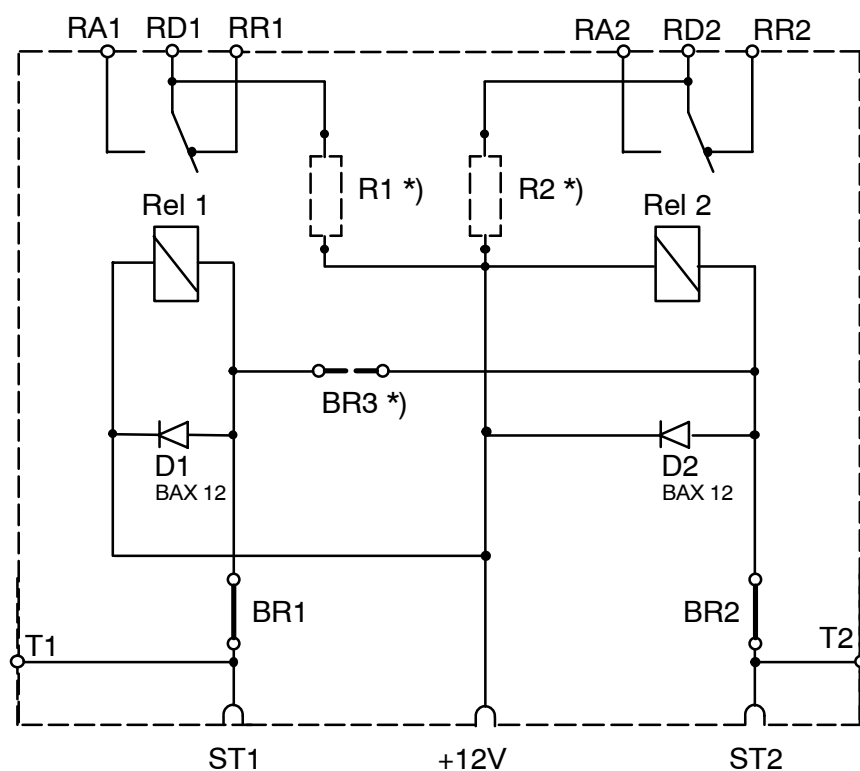 RA1 RD1 RR1 RA2 RD2 RR2
R1 *) R2 *)
Rel 1 Rel 2
BR3 *)
D1 D2
BAX 12 BAX 12
BR1 BR2
T1 T2
ST1 +12V ST2